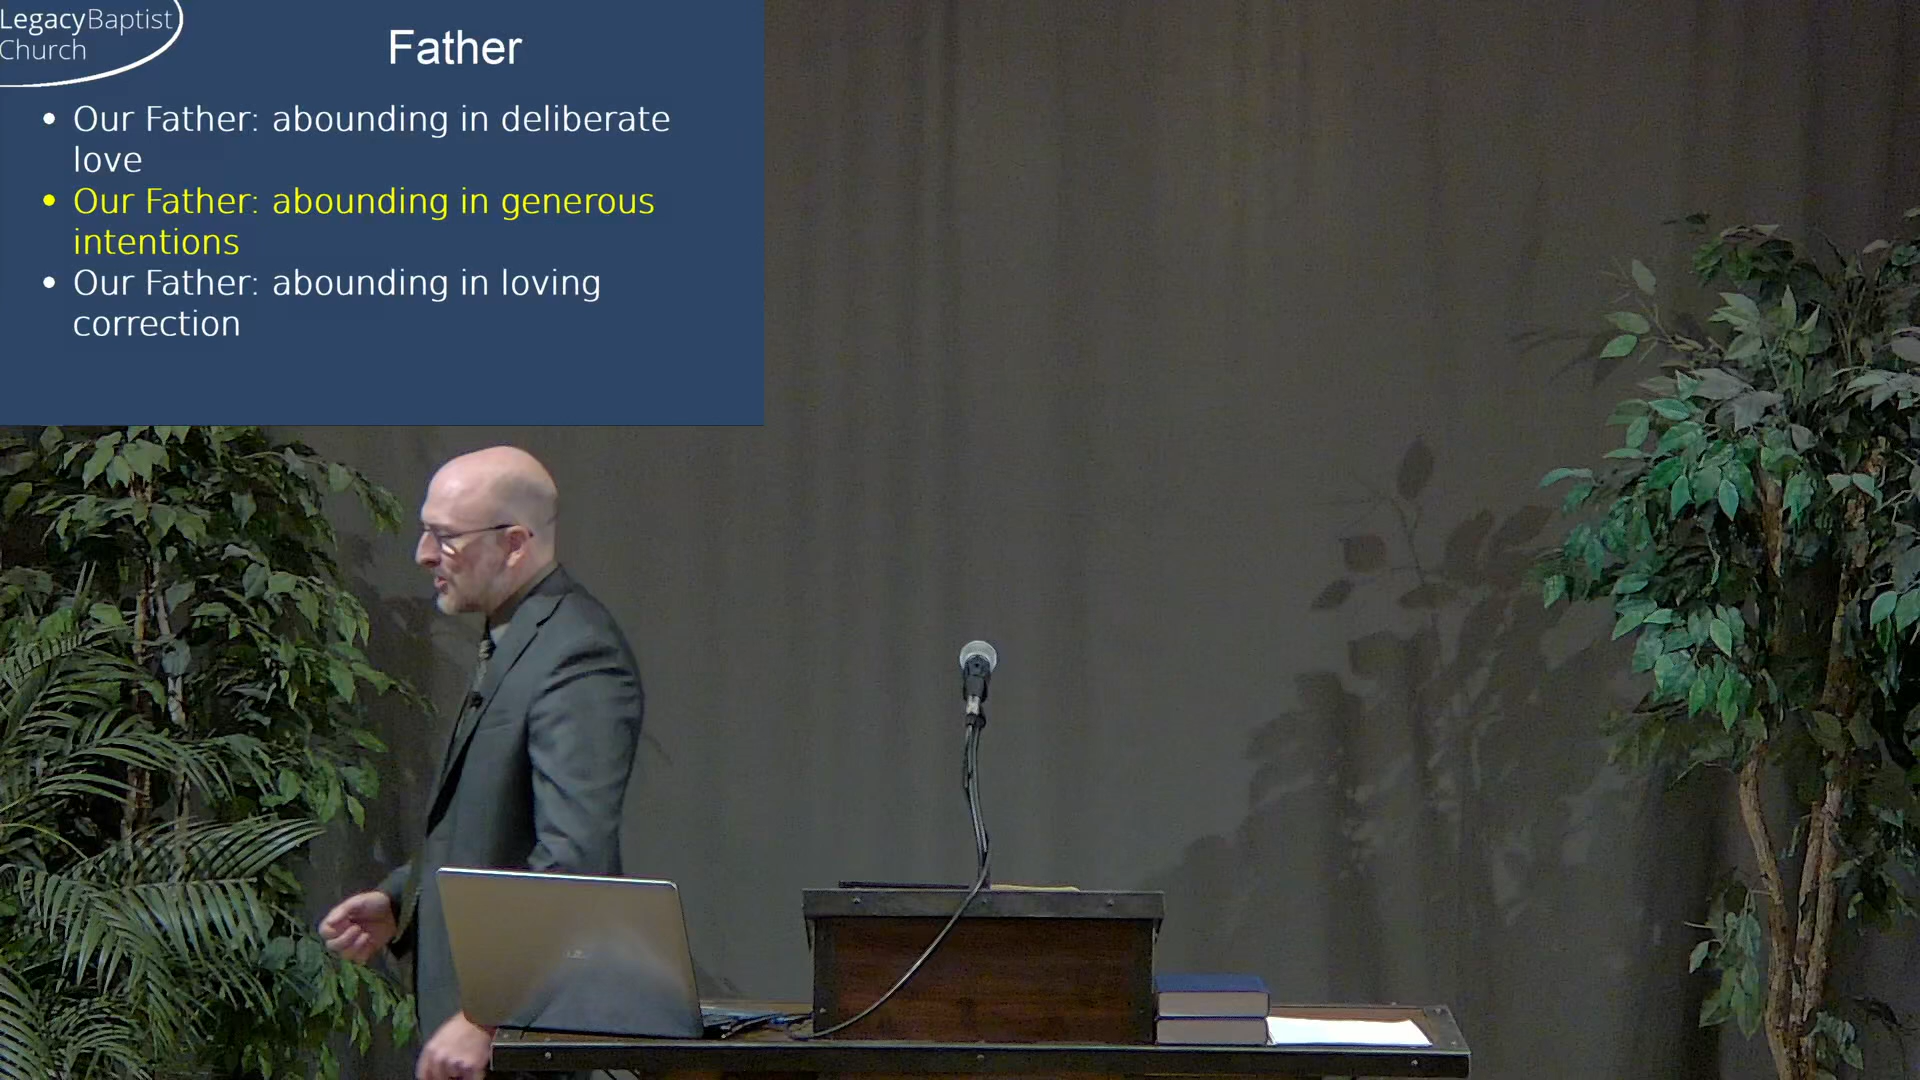 LegacyBaptist
Church
Father
• Our Father: abounding in deliberate
love
• Our Father: abounding in generous
intentions
• Our Father: abounding in loving
correction